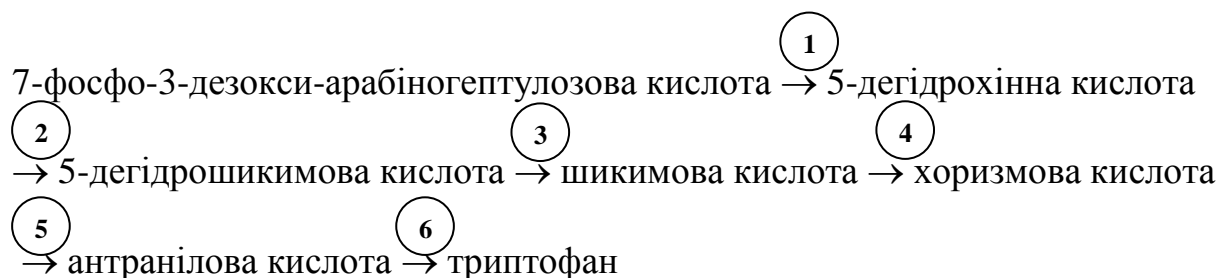 1
7-фосфо-3-дезокси-арабіногептулозова кислота → 5-дегідрохінна кислота
2 3 4
→ 5-дегідрошикимова кислота → шикимова кислота → хоризмова кислота
5 6
→ антранілова кислота → триптофан